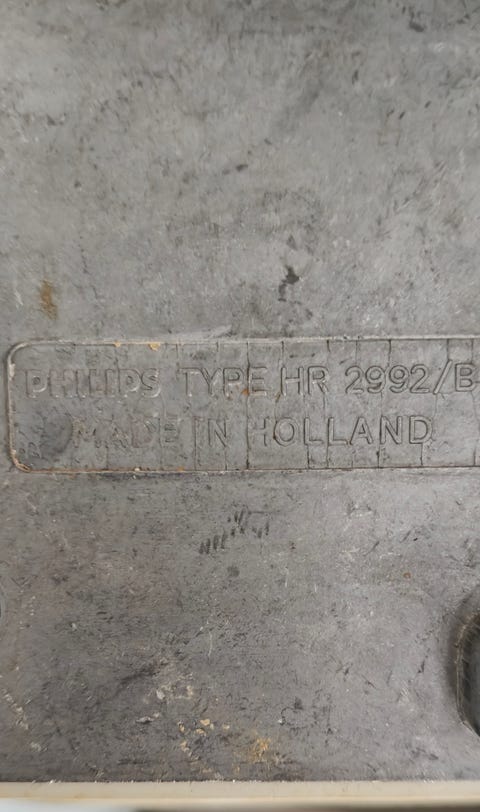 PHILIPS TYPE HR 2992/B
MADE IN HOLLAND